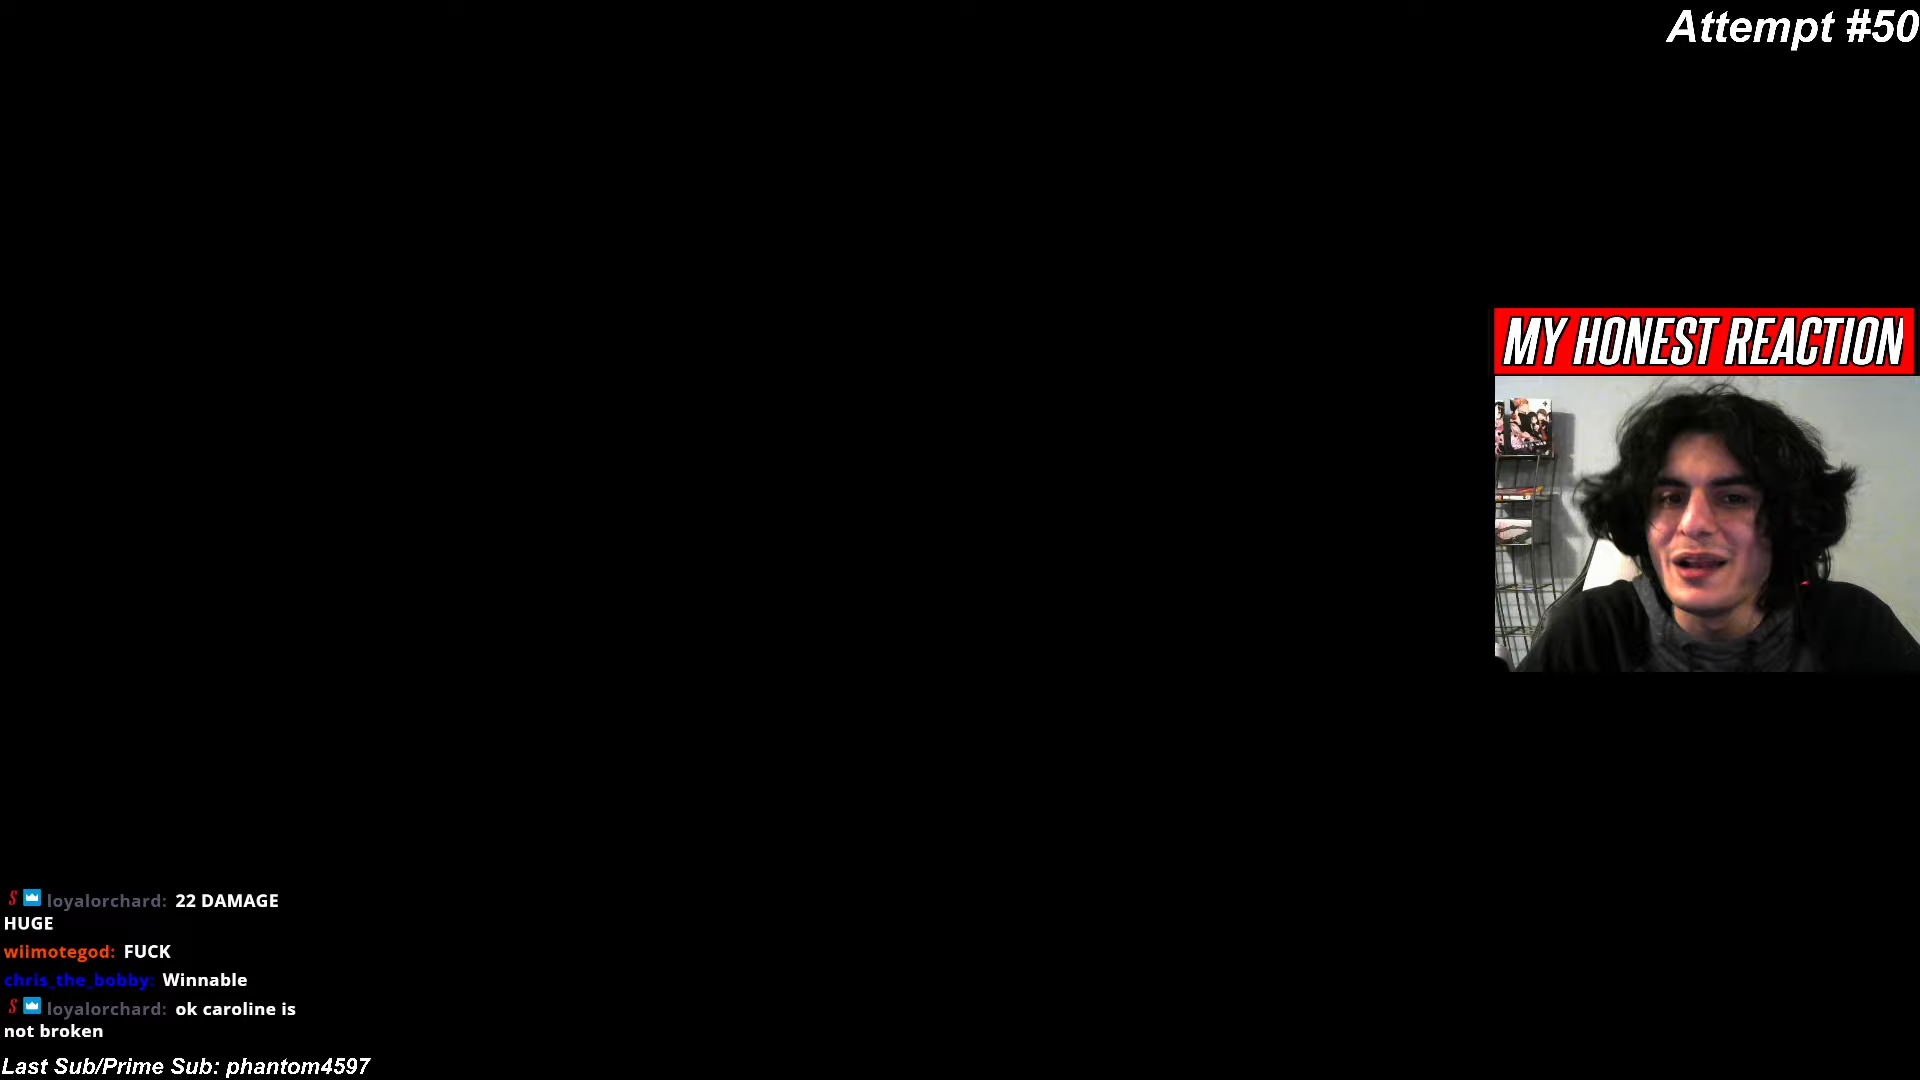 Attempt #50
MY HONEST REACTION
loyalorchard: 22 DAMAGE
HUGE
wiimotegod: FUCK
chris_the_bobby: Winnable
loyalorchard: ok caroline is
not broken
Last Sub/Prime Sub: phantom4597